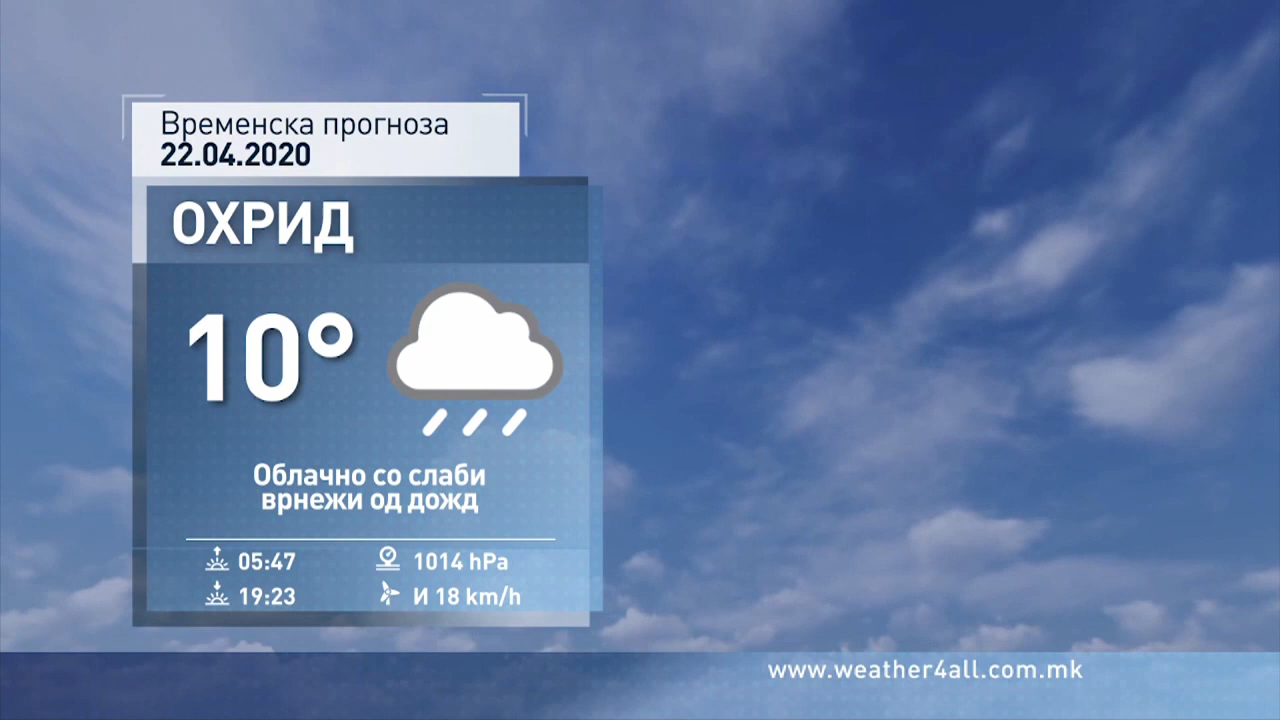 Временска прогноза
22.04.2020
ОХРИД
10°
Облачно со слаби
врнежи од дожд
05:47
1014 hPa
19:23
И 18 km/h
www.weather4all.com.mk